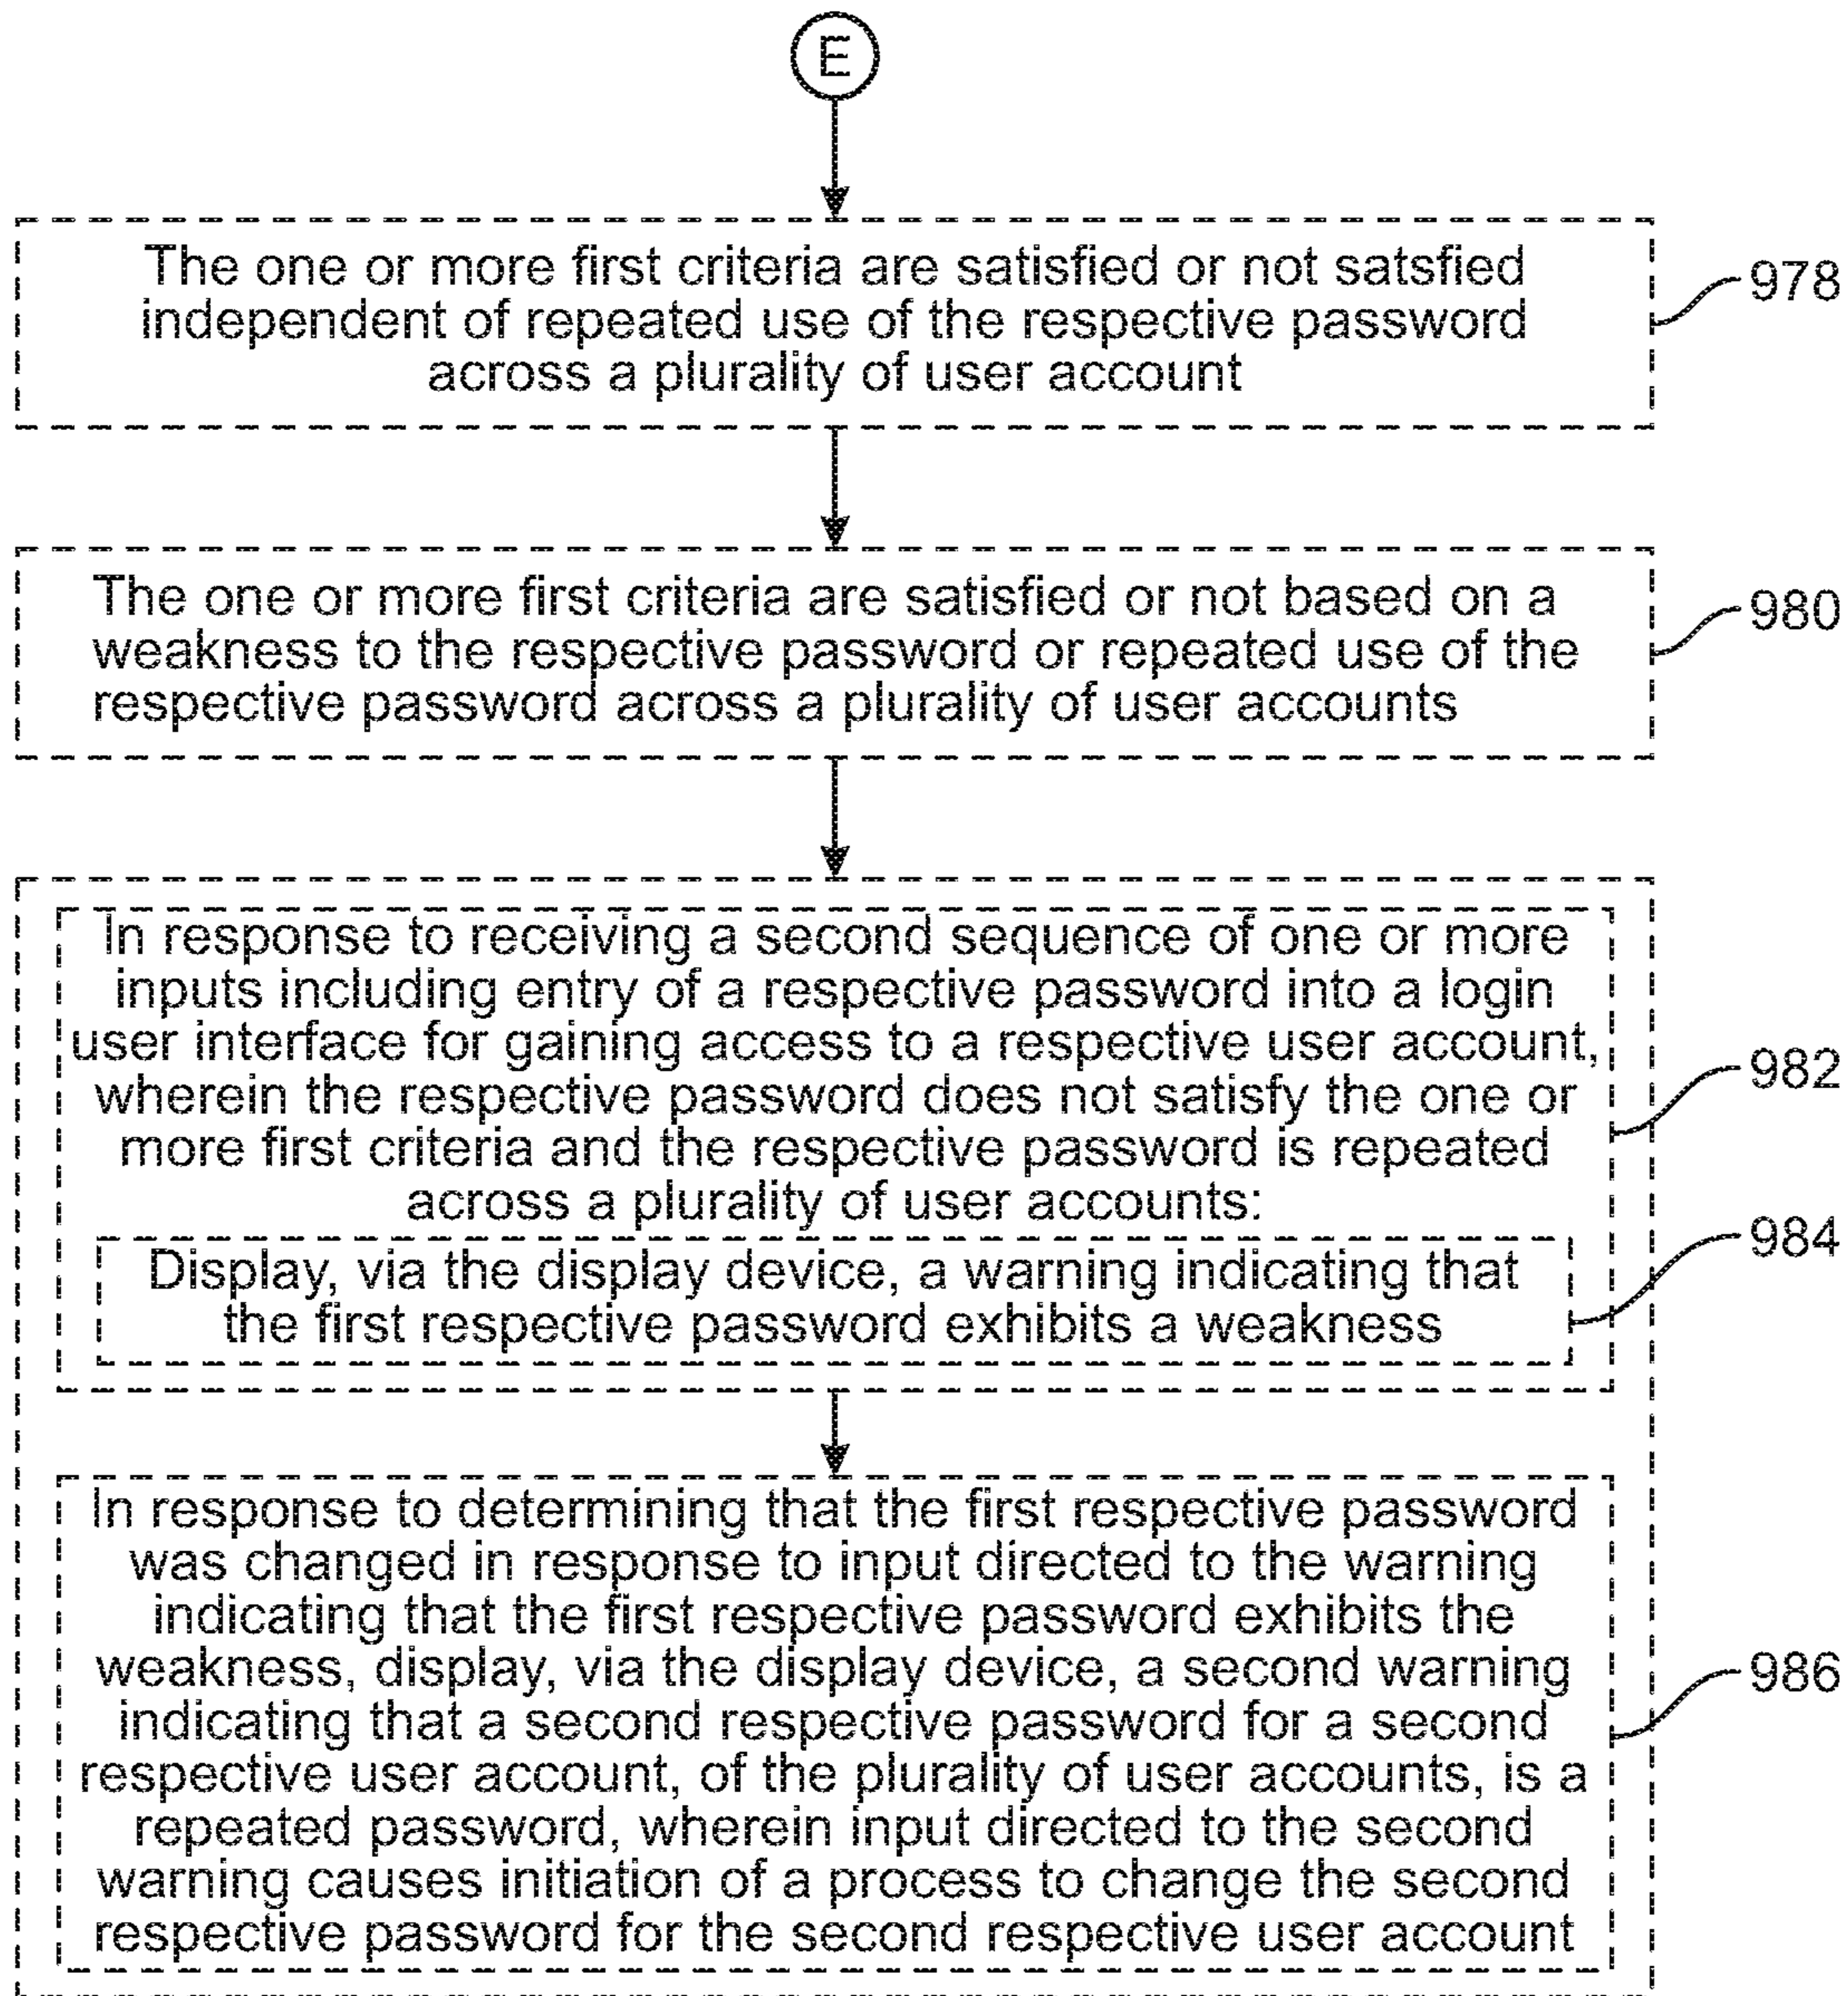 E
The one or more first criteria are satisfied or not satsfied
independent of repeated use of the respective password
across a plurality of user account
978
The one or more first criteria are satisfied or not based on a
weakness to the respective password or repeated use of the
respective password across a plurality of user accounts
980
In response to receiving a second sequence of one or more
inputs including entry of a respective password into a login
user interface for gaining access to a respective user account,
wherein the respective password does not satisfy the one or
more first criteria and the respective password is repeated
across a plurality of user accounts:
982
Display, via the display device, a warning indicating that
the first respective password exhibits a weakness
984
In response to determining that the first respective password
was changed in response to input directed to the warning
indicating that the first respective password exhibits the
weakness, display, via the display device, a second warning
indicating that a second respective password for a second
respective user account, of the plurality of user accounts, is a
repeated password, wherein input directed to the second
warning causes initiation of a process to change the second
respective password for the second respective user account
986